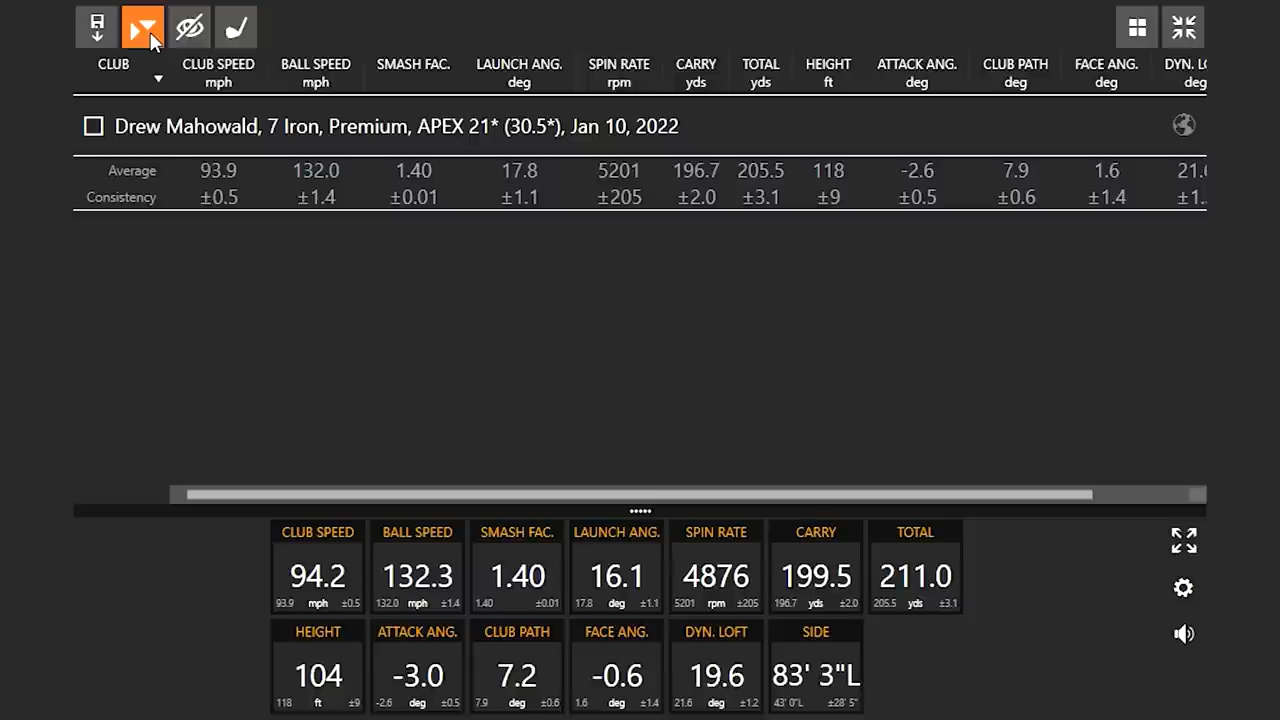 CLUB CLUB SPEED BALL SPEED SMASH FAC. LAUNCH ANG. SPIN RATE CARRY TOTAL HEIGHT ATTACK ANG. CLUB PATH FACE ANG.
mph mph deg rpm yds yds ft deg deg deg deg
Drew Mahowald, 7 Iron, Premium, APEX 21* (30.5*), Jan 10, 2022
Average 93.9 132.0 1.40 17.8 5201 196.7 205.5 118 -2.6 7.9 1.6
Consistency ±0.5 ±1.4 ±0.01 ±1.1 ±205 ±2.0 ±3.1 ±9 ±0.5 ±0.6 ±1.4 ±1..
CLUB SPEED BALL SPEED SMASH FAC. LAUNCH ANG. SPIN RATE CARRY TOTAL
94.2 132.3 1.40 16.1 4876 199.5 211.0
93.9 mph ±0.5 132.0 mph ±1.4 1.40 ±0.01 17.8 deg ±1.1 5201 rpm ±205 196.7 yds ±2.0 205.5 yds ±3.1
HEIGHT ATTACK ANG. CLUB PATH FACE ANG. DYN. LOFT SIDE
104 -3.0 7.2 -0.6 19.6 83' 3"L
118 ft ±9 -2.6 deg ±0.5 7.9 deg ±0.6 1.6 deg ±1.4 21.6 deg ±1.2 43' 0"L ±28' 5"